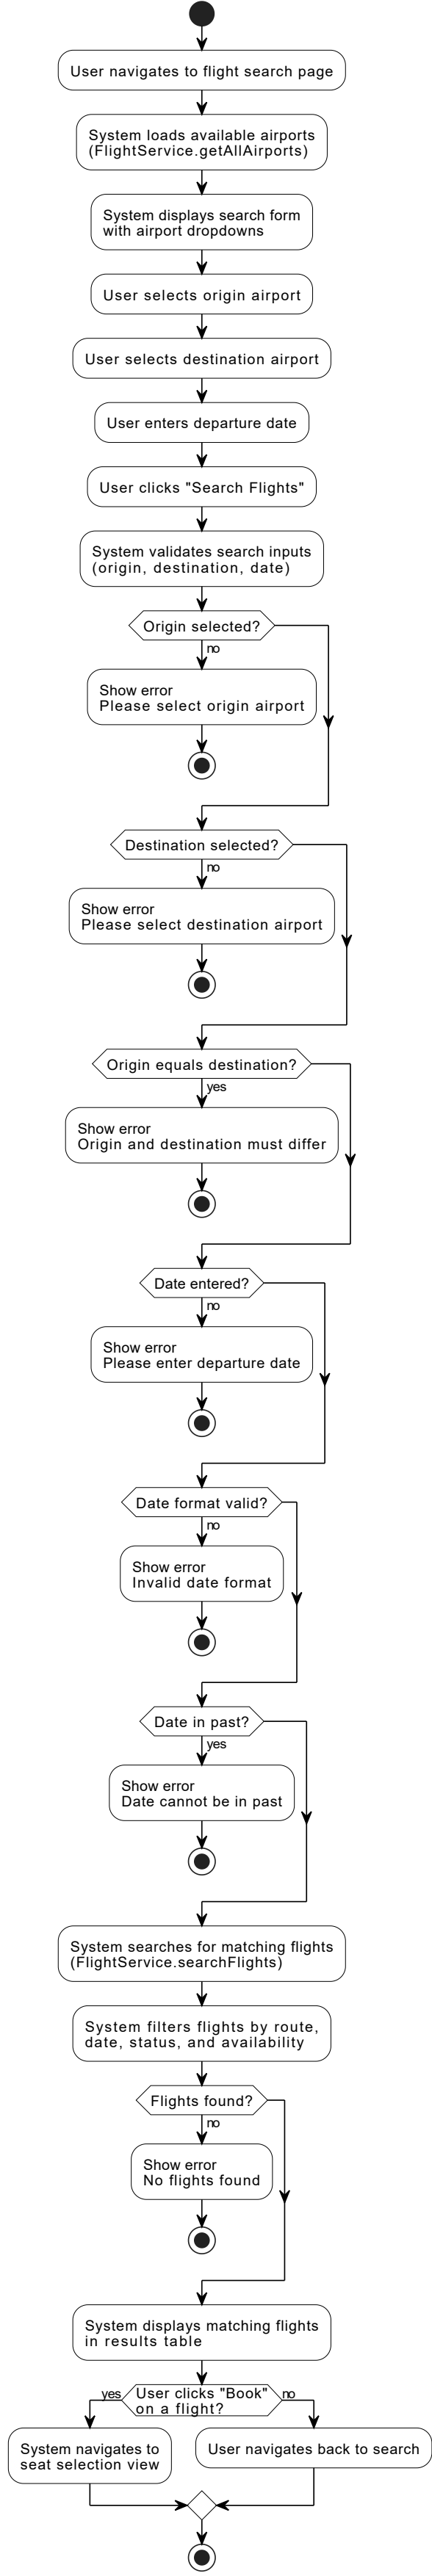 User navigates to flight search page
System loads available airports
(FlightService.getAllAirports)
System displays search form
with airport dropdowns
User selects origin airport
User selects destination airport
User enters departure date
User clicks "Search Flights"
System validates search inputs
(origin, destination, date)
Origin selected?
no
Show error
Please select origin airport
Destination selected?
no
Show error
Please select destination airport
Origin equals destination?
yes
Show error
Origin and destination must differ
Date entered?
no
Show error
Please enter departure date
Date format valid?
no
Show error
Invalid date format
Date in past?
yes
Show error
Date cannot be in past
System searches for matching flights
(FlightService.searchFlights)
System filters flights by route,
date, status, and availability
Flights found?
no
Show error
No flights found
System displays matching flights
in results table
yes
User clicks "Book"
on a flight?
no
System navigates to
seat selection view
User navigates back to search